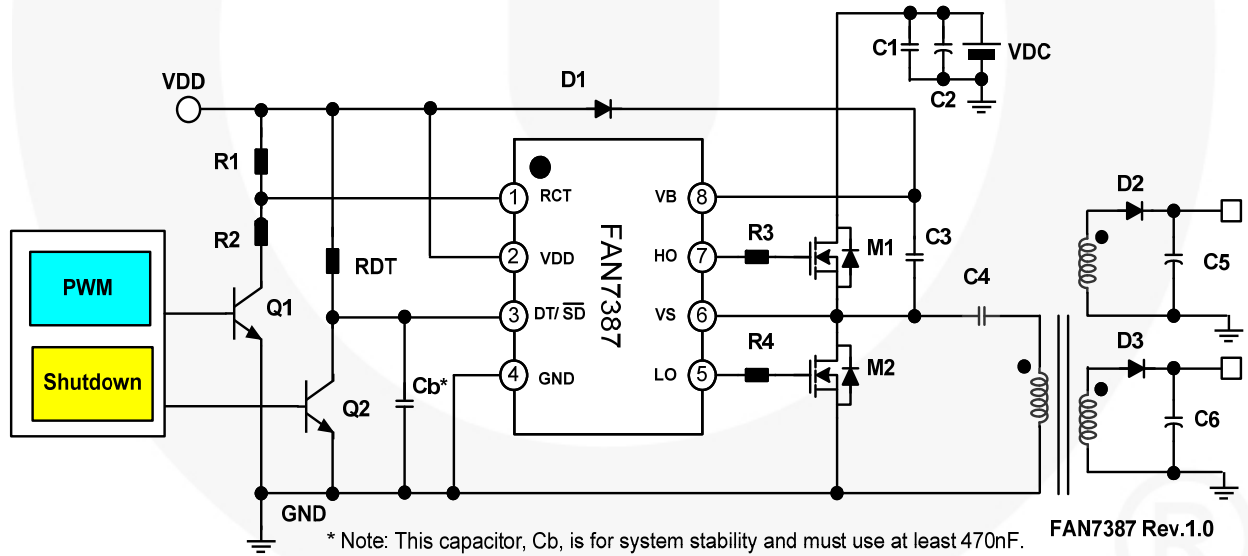 VDD
D1
C1
C2
VDC
R1
R2
RDT
PWM
Shutdown
Q1
Q2
Cb*
GND
1
RCT
2
VDD
3
DT/ SD
4
GND
FAN7387
VB
8
HO
7
VS
6
LO
5
R3
R4
M1
M2
C3
C4
D2
C5
D3
C6
* Note: This capacitor, Cb, is for system stability and must use at least 470nF.
FAN7387 Rev.1.0